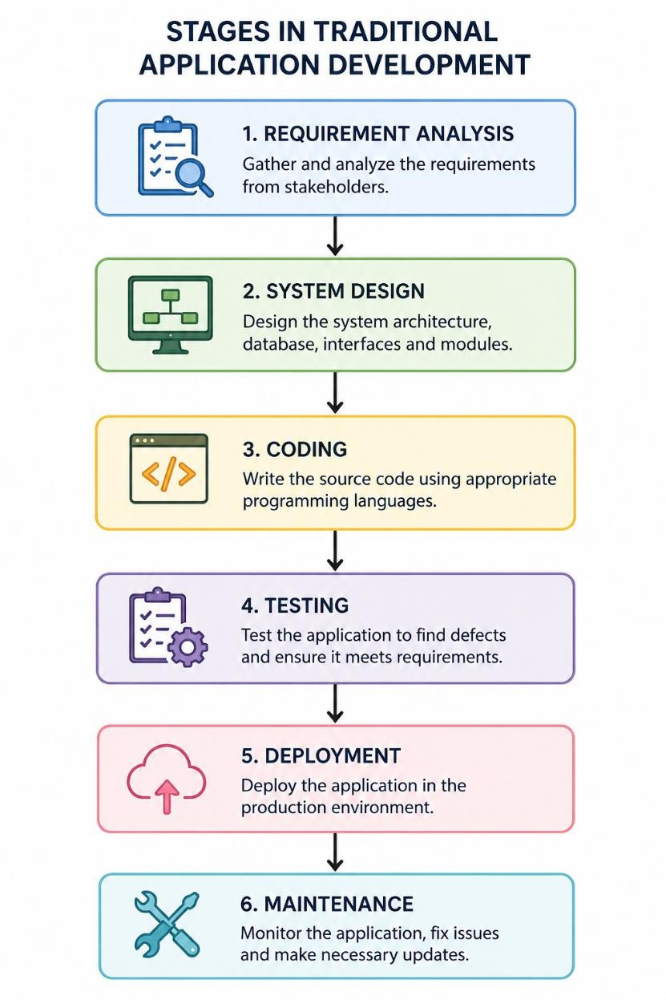 STAGES IN TRADITIONAL
APPLICATION DEVELOPMENT
1. REQUIREMENT ANALYSIS
Gather and analyze the requirements
from stakeholders.
2. SYSTEM DESIGN
Design the system architecture,
database, interfaces and modules.
3. CODING
</>
Write the source code using appropriate
programming languages.
4. TESTING
Test the application to find defects
and ensure it meets requirements.
5. DEPLOYMENT
Deploy the application in the
production environment.
6. MAINTENANCE
Monitor the application, fix issues
and make necessary updates.